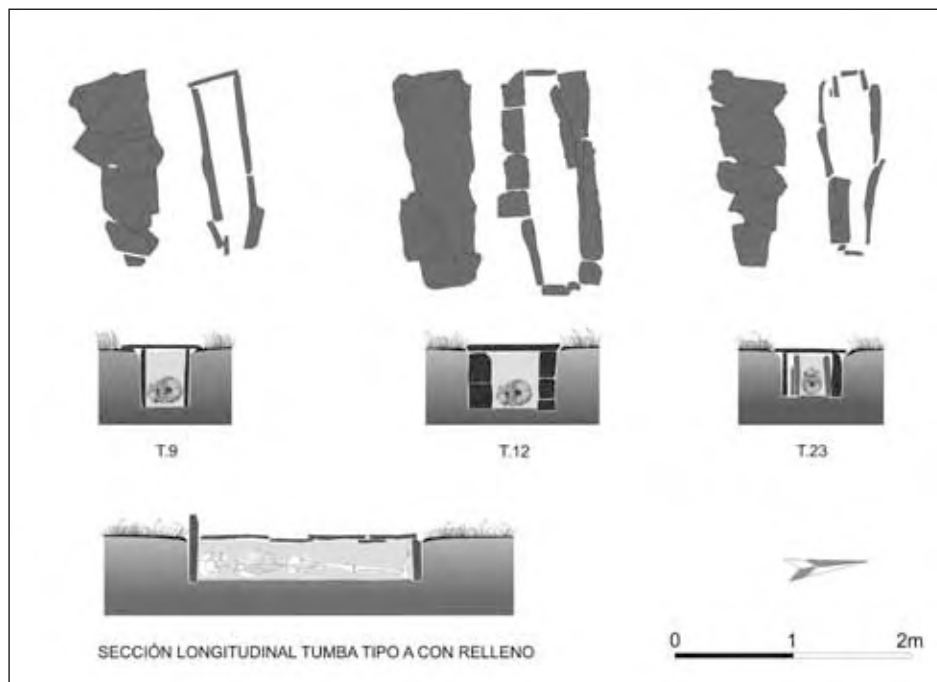 T.9
T.12
T.23
SECCIÓN LONGITUDINAL TUMBA TIPO A CON RELLENO
0 1 2m